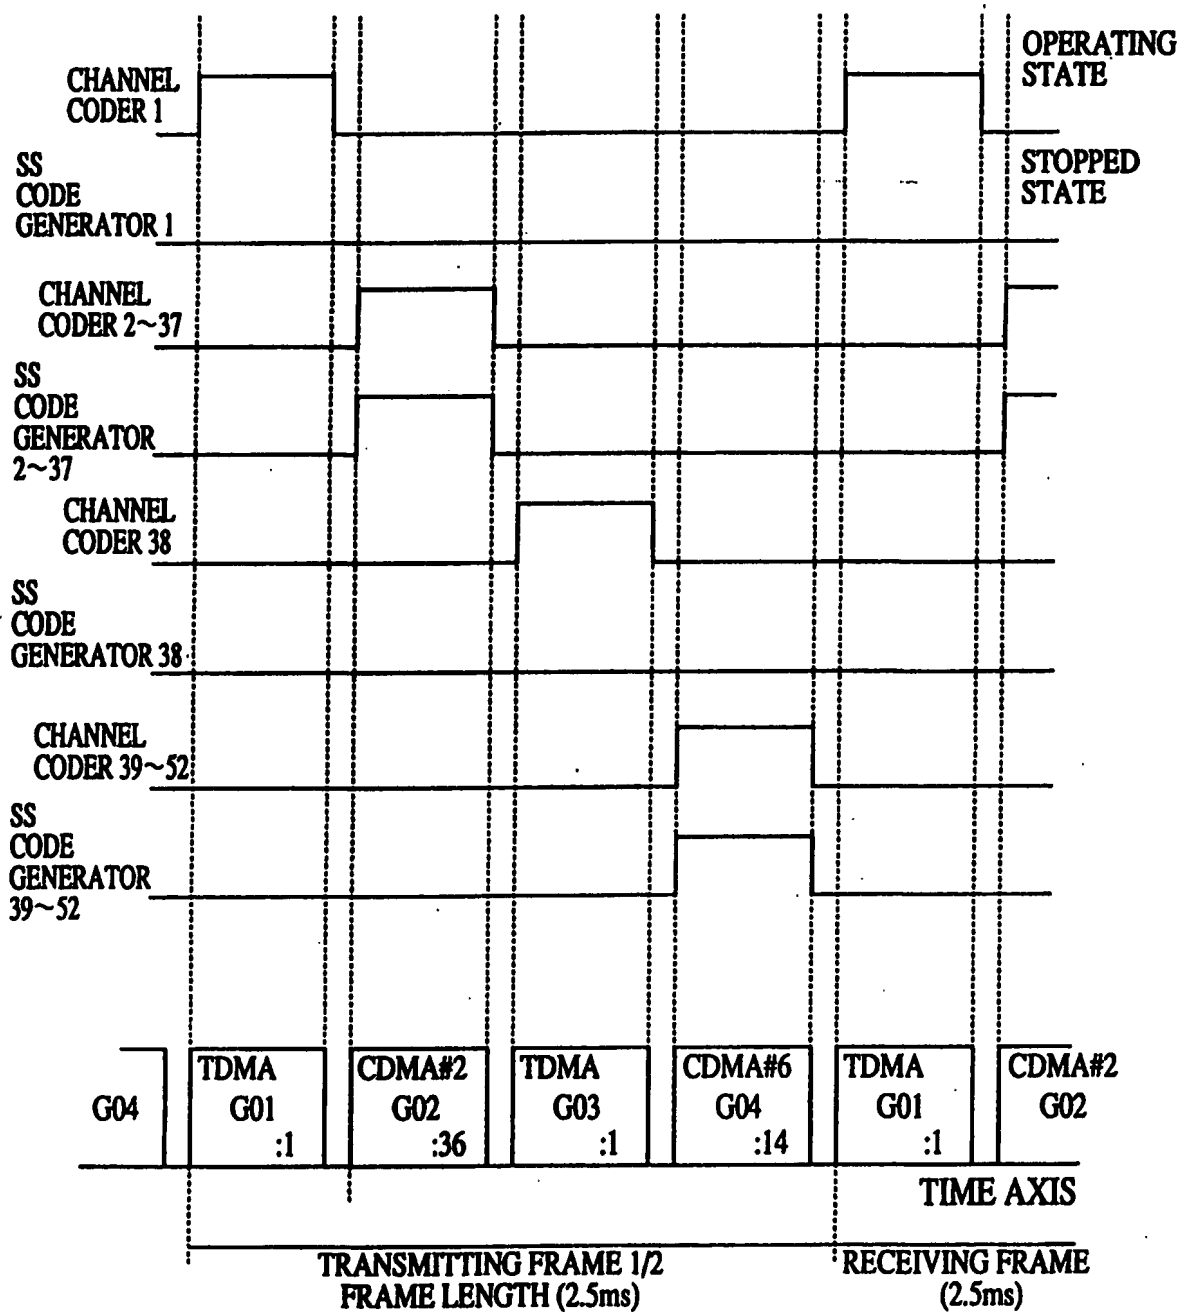 OPERATING
STATE
CHANNEL
CODER 1
SS
CODE
GENERATOR 1
STOPPED
STATE
CHANNEL
CODER 2~37
SS
CODE
GENERATOR
2~37
CHANNEL
CODER 38
SS
CODE
GENERATOR 38
CHANNEL
CODER 39~52
SS
CODE
GENERATOR
39~52
G04
TDMA
G01
:1
CDMA#2
G02
:36
TDMA
G03
:1
CDMA#6
G04
:14
TDMA
G01
:1
CDMA#2
G02
TIME AXIS
TRANSMITTING FRAME 1/2
FRAME LENGTH (2.5ms)
RECEIVING FRAME
(2.5ms)